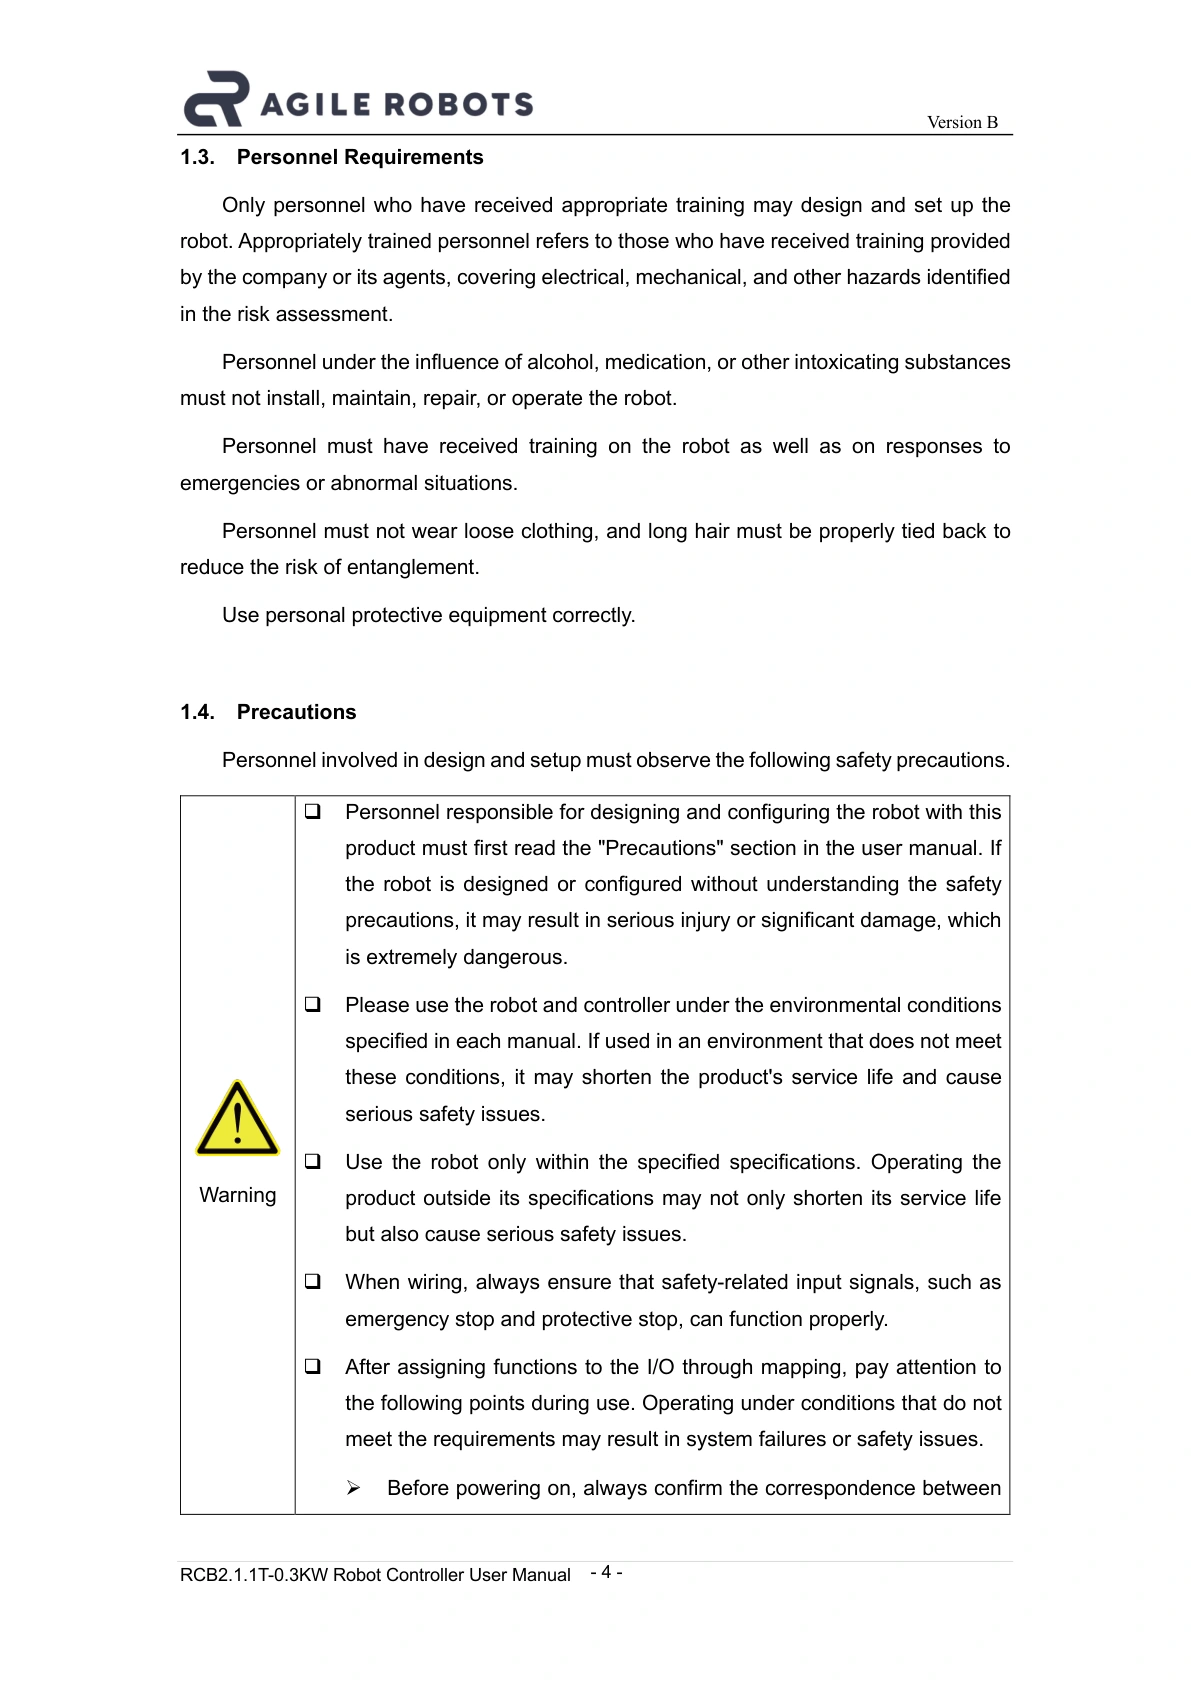 AGILE ROBOTS
Version B
1.3. Personnel Requirements
Only personnel who have received appropriate training may design and set up the
robot. Appropriately trained personnel refers to those who have received training provided
by the company or its agents, covering electrical, mechanical, and other hazards identified
in the risk assessment.
Personnel under the influence of alcohol, medication, or other intoxicating substances
must not install, maintain, repair, or operate the robot.
Personnel must have received training on the robot as well as on responses to
emergencies or abnormal situations.
Personnel must not wear loose clothing, and long hair must be properly tied back to
reduce the risk of entanglement.
Use personal protective equipment correctly.
1.4. Precautions
Personnel involved in design and setup must observe the following safety precautions.
Warning
❑ Personnel responsible for designing and configuring the robot with this
product must first read the "Precautions" section in the user manual. If
the robot is designed or configured without understanding the safety
precautions, it may result in serious injury or significant damage, which
is extremely dangerous.
❑ Please use the robot and controller under the environmental conditions
specified in each manual. If used in an environment that does not meet
these conditions, it may shorten the product's service life and cause
serious safety issues.
❑ Use the robot only within the specified specifications. Operating the
product outside its specifications may not only shorten its service life
but also cause serious safety issues.
❑ When wiring, always ensure that safety-related input signals, such as
emergency stop and protective stop, can function properly.
❑ After assigning functions to the I/O through mapping, pay attention to
the following points during use. Operating under conditions that do not
meet the requirements may result in system failures or safety issues.
➢ Before powering on, always confirm the correspondence between
RCB2.1.1T-0.3KW Robot Controller User Manual - 4 -